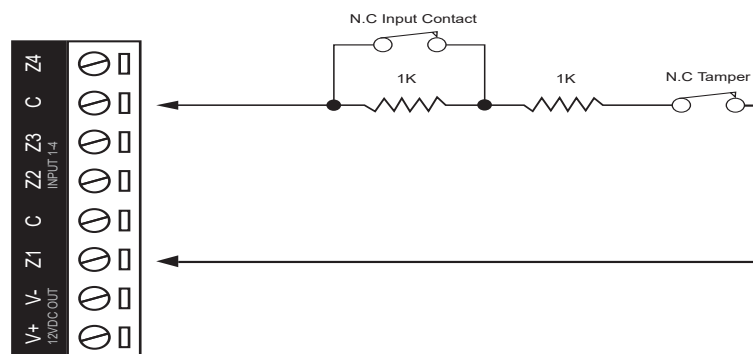 N.C Input Contact
1K
1K
N.C Tamper
Z4
C
Z3
Z2
INPUT 1-4
C
Z1
V-
V+
12VDC OUT